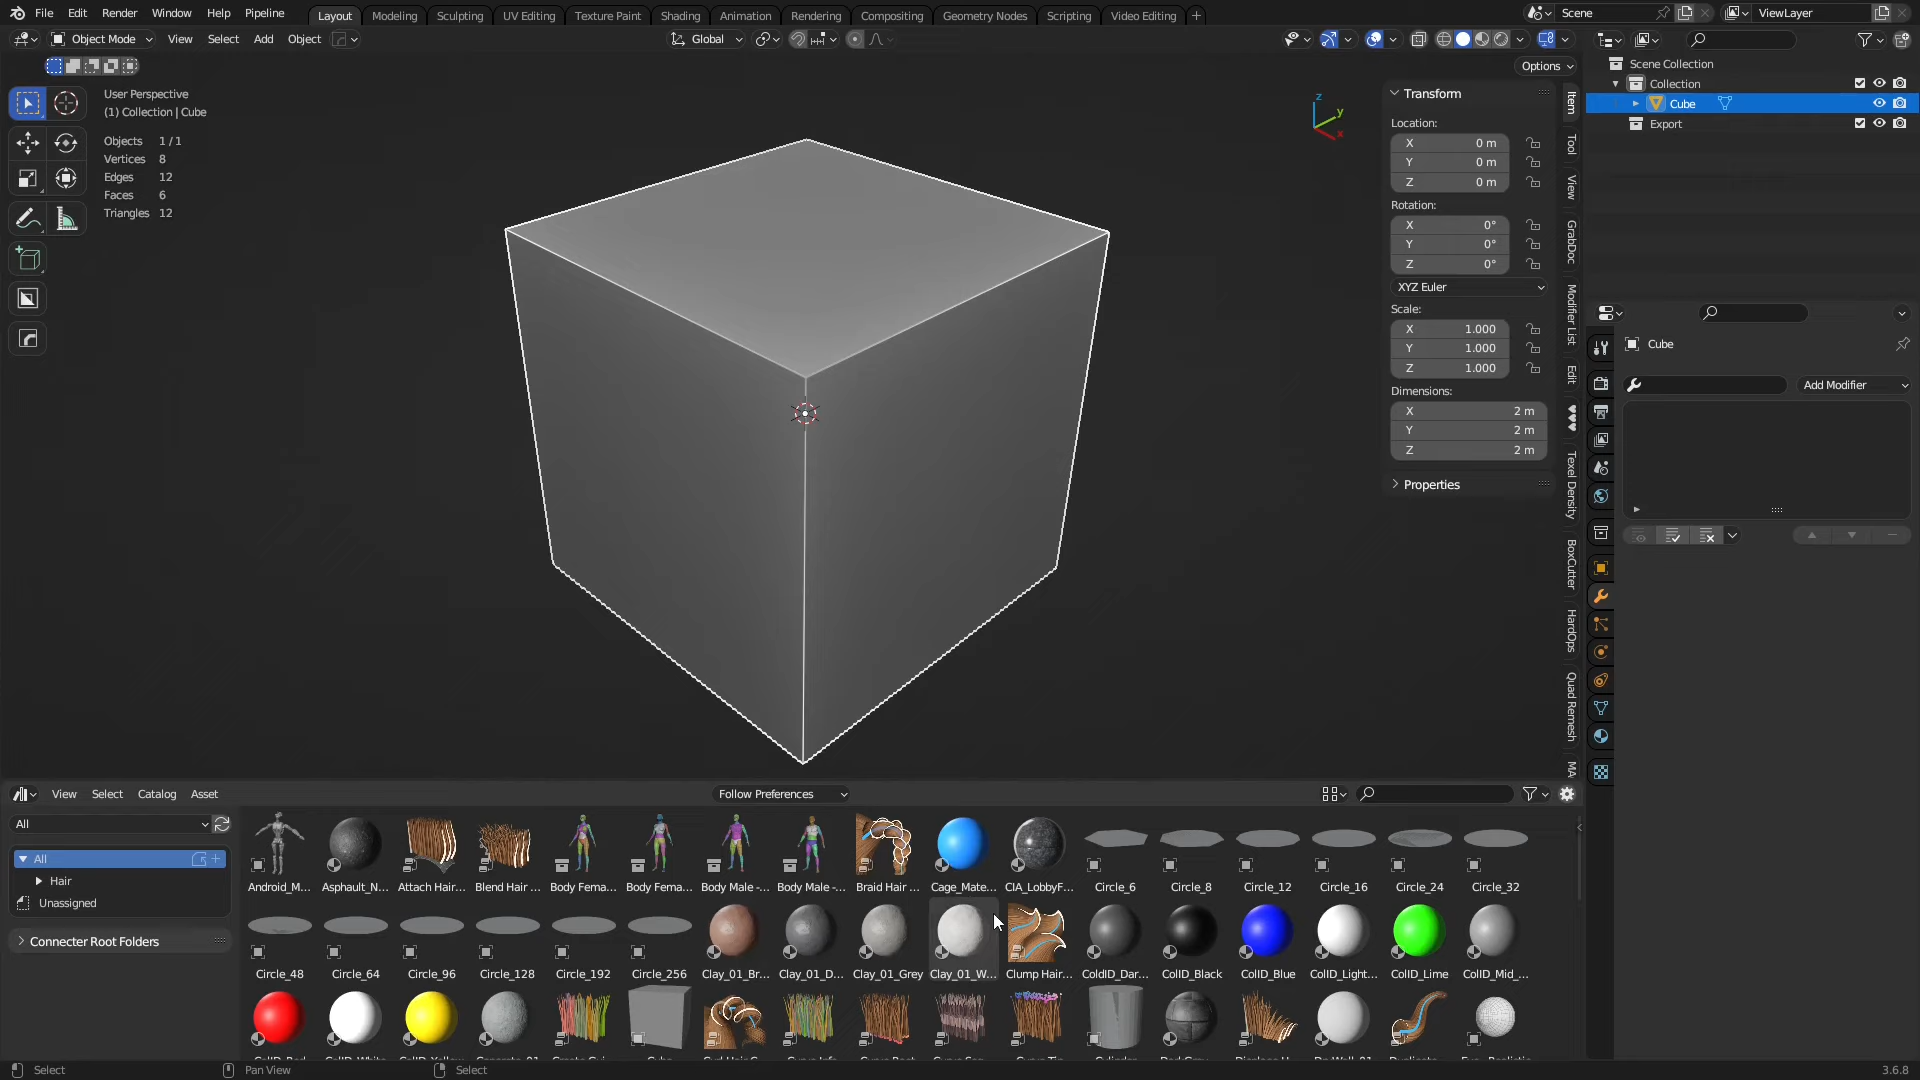 File Edit Render Window Help Pipeline Layout Modeling Sculpting UV Editing Texture Paint Shading Animation Rendering Compositing Geometry Nodes Scripting Video Editing + Scene ViewLayer
Object Mode View Select Add Object Global
Options
User Perspective
(1) Collection | Cube
Objects 1 / 1
Vertices 8
Edges 12
Faces 6
Triangles 12
z
y
x
Transform
Location:
X 0 m
Y 0 m
Z 0 m
Rotation:
X 0°
Y 0°
Z 0°
XYZ Euler
Scale:
X 1.000
Y 1.000
Z 1.000
Dimensions:
X 2 m
Y 2 m
Z 2 m
Properties
Item
Tool
View
GrabDoc
Modifier List
Edit
Texel Density
BoxCutter
HardOps
Quad Remesh
MA
Scene Collection
Collection
Cube
Export
Cube
Add Modifier
View Select Catalog Asset Follow Preferences
All
All
Hair
Unassigned
Connecter Root Folders
Android_M... Asphault_N... Attach Hair... Blend Hair ... Body Fema... Body Fema... Body Male -... Body Male -... Braid Hair ... Cage_Mate... CIA_LobbyF... Circle_6 Circle_8 Circle_12 Circle_16 Circle_24 Circle_32
Circle_48 Circle_64 Circle_96 Circle_128 Circle_192 Circle_256 Clay_01_Br... Clay_01_D... Clay_01_Grey Clay_01_W... Clump Hair... ColdID_Dar... CollD_Black CollD_Blue CollD_Light... CollD_Lime CollD_Mid_...
Select Pan View Select 3.6.8